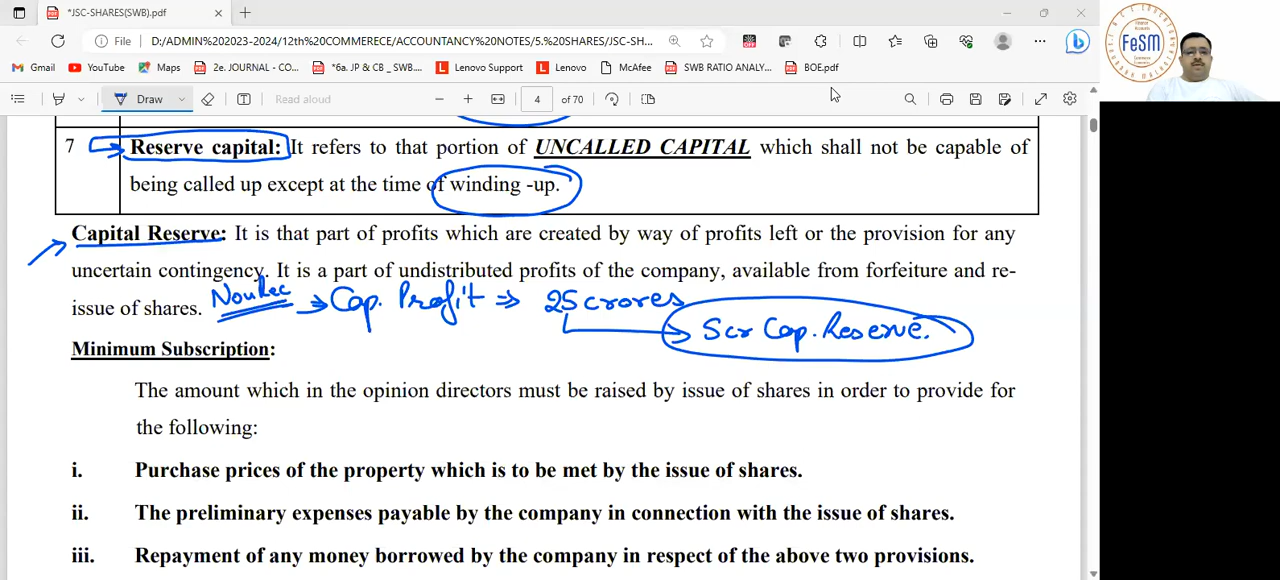 *JSC-SHARES(SWB).pdf
File D:/ADMIN%202023-2024/12th%20COMMERECE/ACCOUNTANCE%20NOTES/5.%20SHARES/JSC-SH...
Gmail YouTube Maps 2e. JOURNAL - CO... *6a. JP & SCB _ SWB.... Lenovo Support Lenovo McAfee SWB RATIO ANALY... BOE.pdf
Draw Read aloud 4 of 70
FeSM
7 Reserve capital: It refers to that portion of UNCALLED CAPITAL which shall not be capable of
being called up except at the time of winding -up.
Capital Reserve: It is that part of profits which are created by way of profits left or the provision for any
uncertain contingency. It is a part of undistributed profits of the company, available from forfeiture and re-
issue of shares. NonRec → Cap. Profit ⇒ 25 crores
5cr Cap. Reserve.
Minimum Subscription:
The amount which in the opinion directors must be raised by issue of shares in order to provide for
the following:
i. Purchase prices of the property which is to be met by the issue of shares.
ii. The preliminary expenses payable by the company in connection with the issue of shares.
iii. Repayment of any money borrowed by the company in respect of the above two provisions.